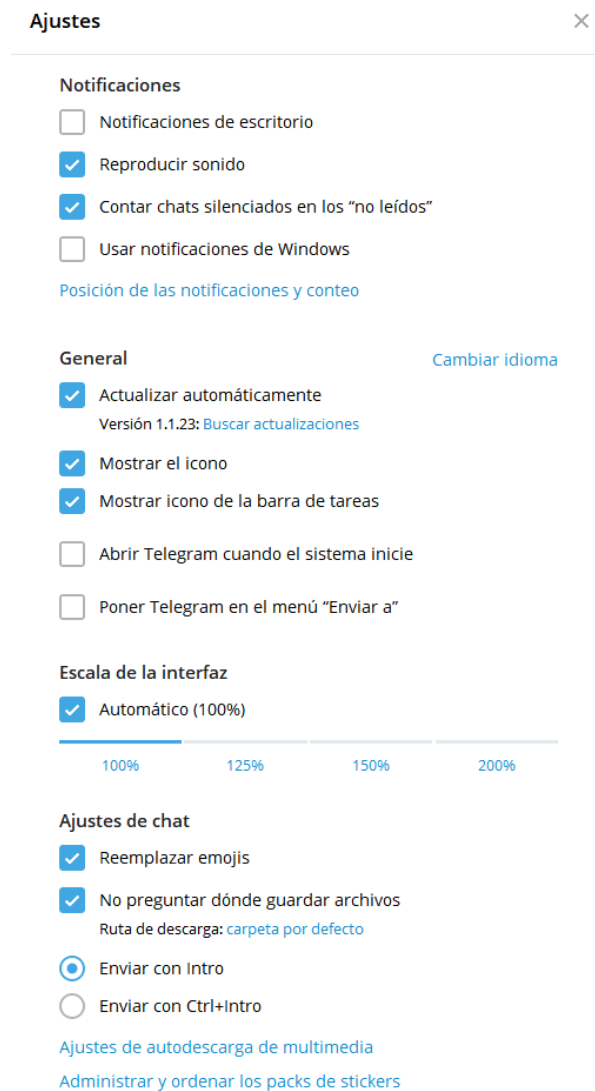 Ajustes
Notificaciones
Notificaciones de escritorio
Reproducir sonido
Contar chats silenciados en los “no leídos”
Usar notificaciones de Windows
Posición de las notificaciones y conteo
General Cambiar idioma
Actualizar automáticamente
Versión 1.1.23: Buscar actualizaciones
Mostrar el icono
Mostrar icono de la barra de tareas
Abrir Telegram cuando el sistema inicie
Poner Telegram en el menú “Enviar a”
Escala de la interfaz
Automático (100%)
100% 125% 150% 200%
Ajustes de chat
Reemplazar emojis
No preguntar dónde guardar archivos
Ruta de descarga: carpeta por defecto
Enviar con Intro
Enviar con Ctrl+Intro
Ajustes de autodescarga de multimedia
Administrar y ordenar los packs de stickers